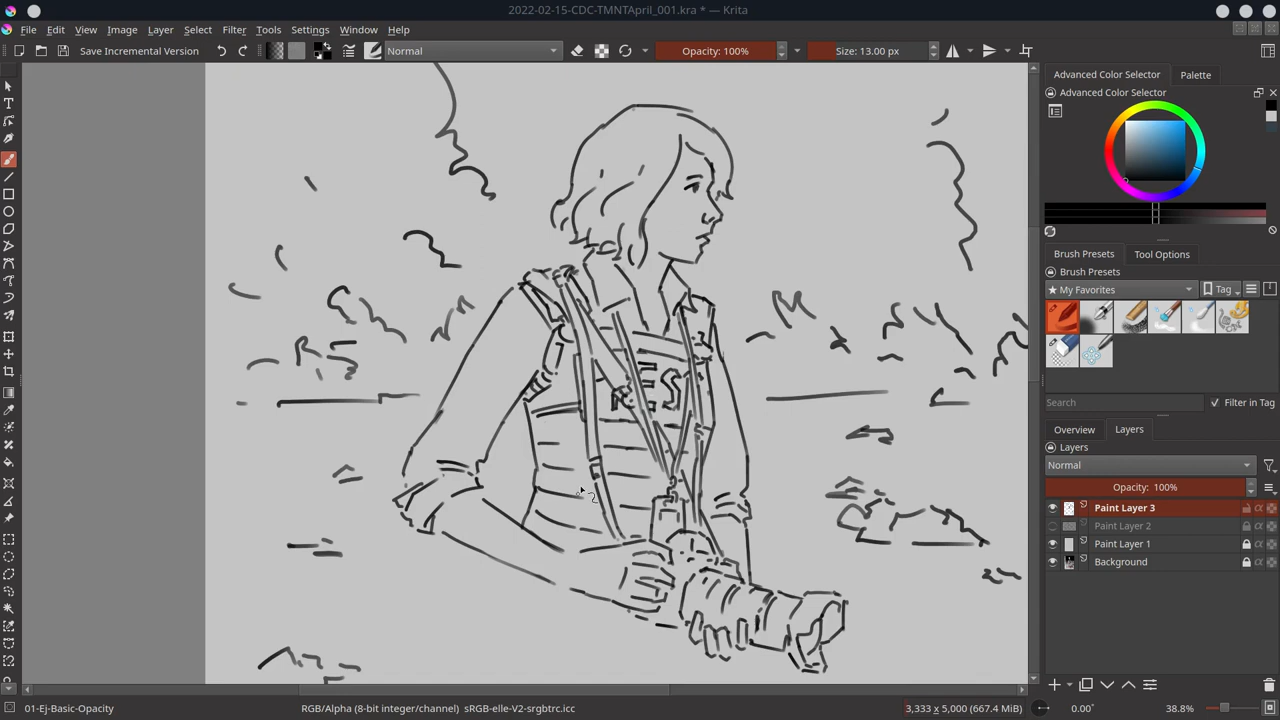 2022-02-15-CDC-TMNTApril_001.kra * — Krita
File Edit View Image Layer Select Filter Tools Settings Window Help
Save Incremental Version Normal Opacity: 100% Size: 13.00 px
Advanced Color Selector Palette
Advanced Color Selector
Brush Presets Tool Options
Brush Presets
★ My Favorites Tag
Search Filter in Tag
Overview Layers
Layers
Normal
Opacity: 100%
Paint Layer 3
Paint Layer 2
Paint Layer 1
Background
ES
01-Ej-Basic-Opacity RGB/Alpha (8-bit integer/channel) sRGB-elle-V2-srgbtrc.icc 3,333 x 5,000 (667.4 MiB) 0.00° 38.8%